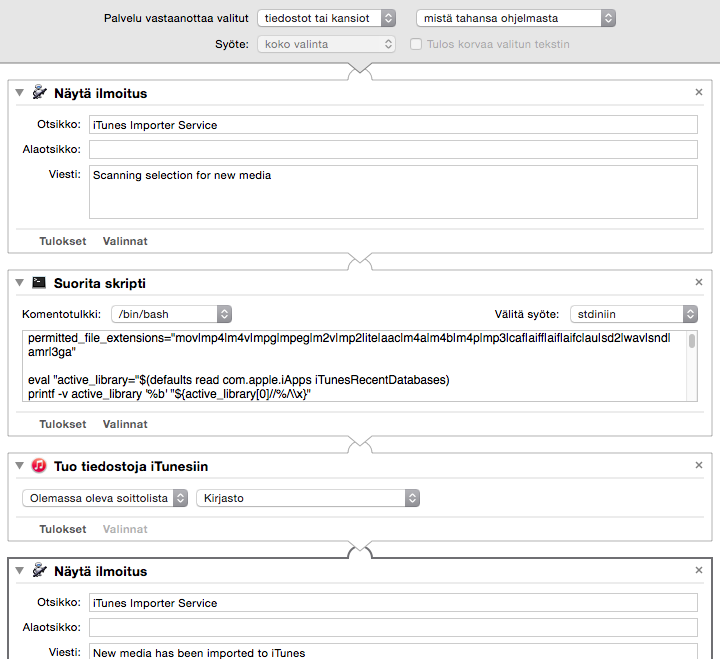 Palvelu vastaanottaa valitut tiedostot tai kansiot mistä tahansa ohjelmasta
Syöte: koko valinta Tulos korvaa valitun tekstin
Näytä ilmoitus
Otsikko: iTunes Importer Service
Alaotsikko:
Viesti: Scanning selection for new media
Tulokset Valinnat
Suorita skripti
Komentotulkki: /bin/bash Välitä syöte: stdiniin
permitted_file_extensions="mov|mp4|m4v|mpg|mpeg|m2v|mp2|ite|aac|m4a|m4b|m4p|mp3|caf|aiff|aif|aifc|au|sd2|wav|snd|
amr|3ga"
eval "active_library="$(defaults read com.apple.iApps iTunesRecentDatabases)
printf -v active_library '%b' "${active_library[0]//%/\\x}"
Tulokset Valinnat
Tuo tiedostoja iTunesiin
Olemassa oleva soittolista Kirjasto
Tulokset Valinnat
Näytä ilmoitus
Otsikko: iTunes Importer Service
Alaotsikko:
Viesti: New media has been imported to iTunes